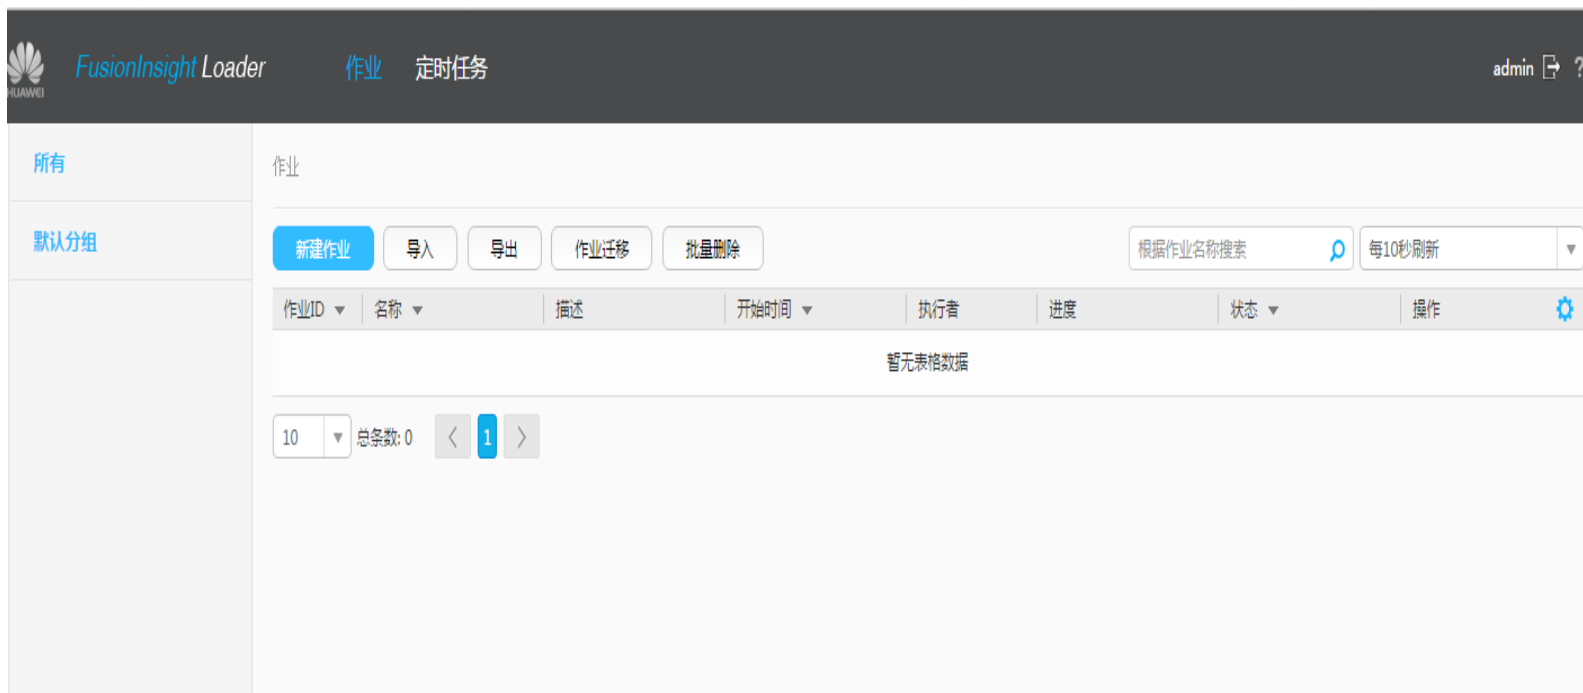 HUAWEI FusionInsight Loader 作业 定时任务 admin ?
所有
默认分组
作业
新建作业 导入 导出 作业迁移 批量删除 根据作业名称搜索 每10秒刷新
作业ID 名称 描述 开始时间 执行者 进度 状态 操作
暂无表格数据
10 总条数: 0 1